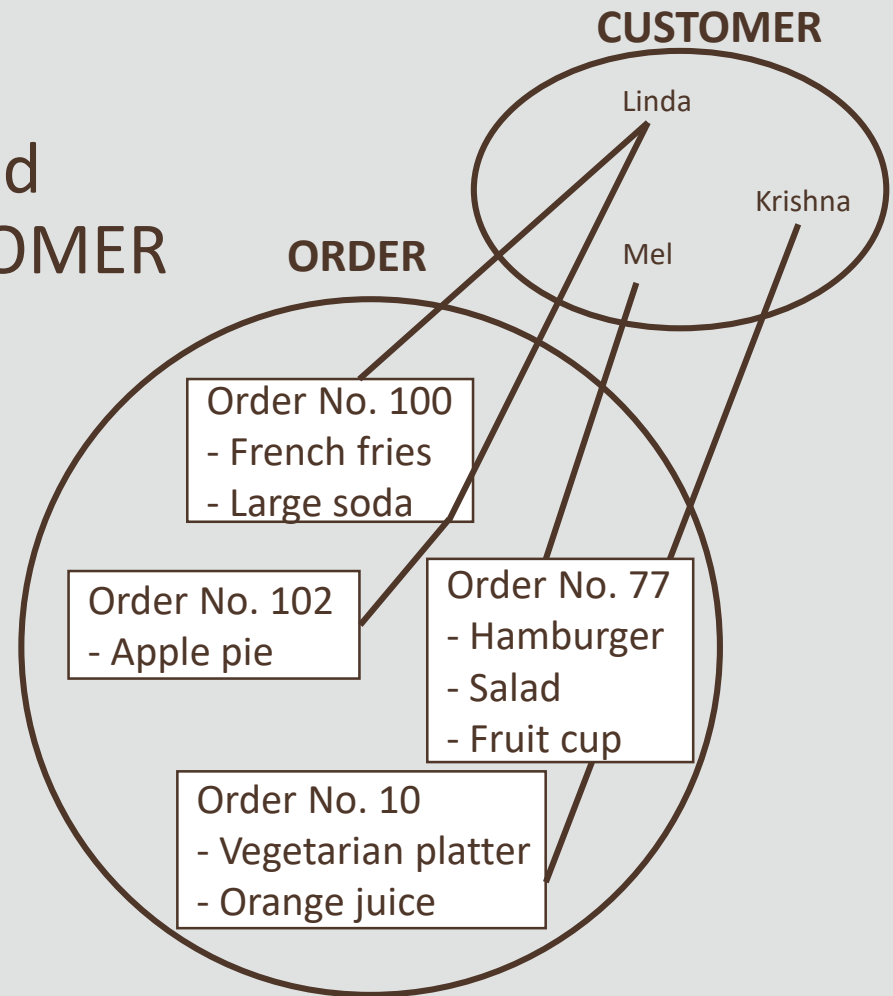 CUSTOMER
Linda
Krishna
Mel
d
OMER
ORDER
Order No. 100
- French fries
- Large soda
Order No. 102
- Apple pie
Order No. 77
- Hamburger
- Salad
- Fruit cup
Order No. 10
- Vegetarian platter
- Orange juice